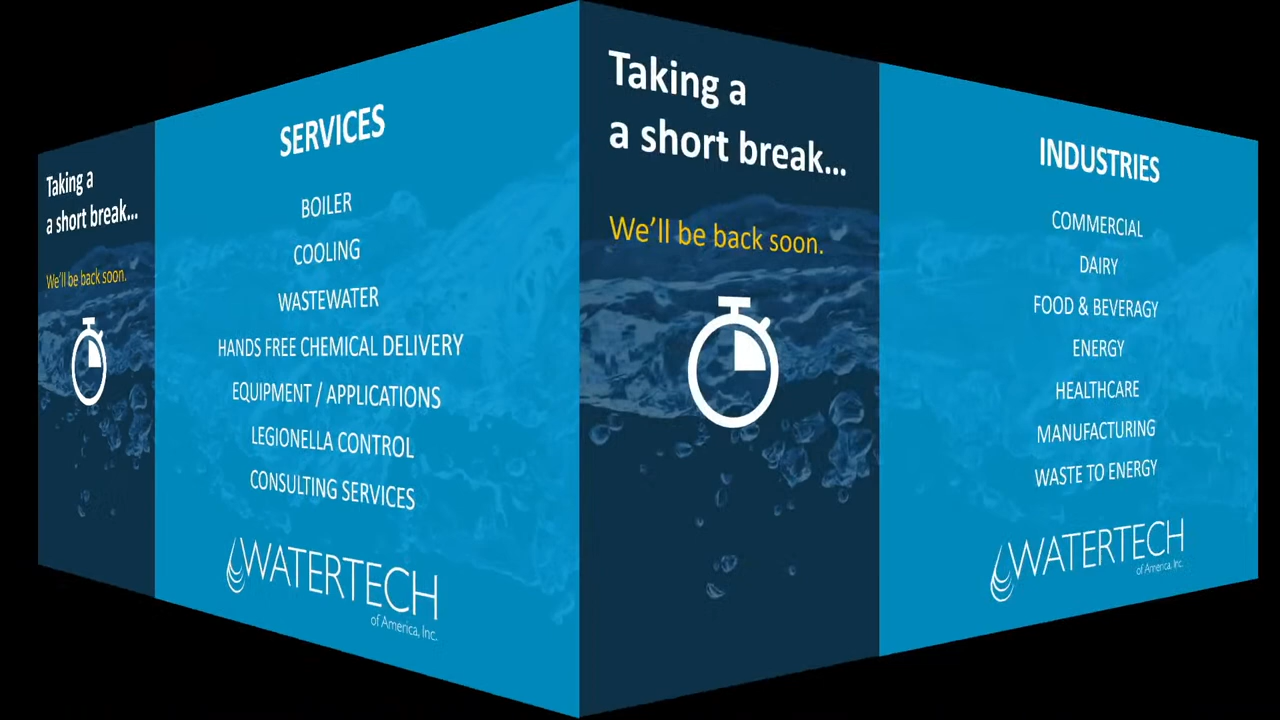 Taking a
a short break...
We'll be back soon.
SERVICES
BOILER
COOLING
WASTEWATER
HANDS FREE CHEMICAL DELIVERY
EQUIPMENT / APPLICATIONS
LEGIONELLA CONTROL
CONSULTING SERVICES
WATERTECH
of America, Inc.
Taking a
a short break...
We'll be back soon.
INDUSTRIES
COMMERCIAL
DAIRY
FOOD & BEVERAGY
ENERGY
HEALTHCARE
MANUFACTURING
WASTE TO ENERGY
WATERTECH
of America, Inc.